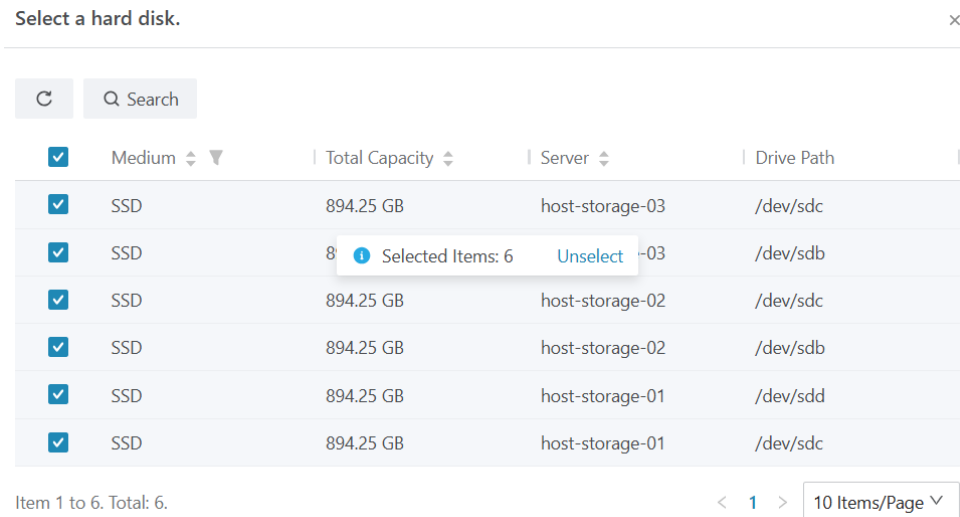 Select a hard disk.
Search
Medium Total Capacity Server Drive Path
SSD 894.25 GB host-storage-03 /dev/sdc
SSD 8 -03 /dev/sdb
Selected Items: 6 Unselect
SSD 894.25 GB host-storage-02 /dev/sdc
SSD 894.25 GB host-storage-02 /dev/sdb
SSD 894.25 GB host-storage-01 /dev/sdd
SSD 894.25 GB host-storage-01 /dev/sdc
Item 1 to 6. Total: 6. < 1 > 10 Items/Page